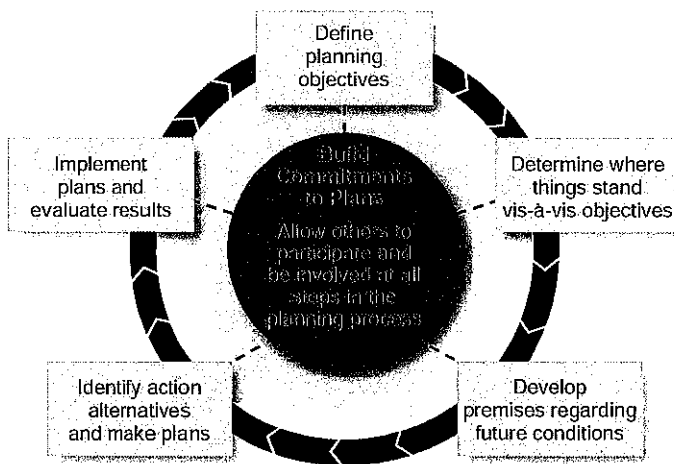 Define
planning
objectives
Determine where
things stand
vis-à-vis objectives
Develop
premises regarding
future conditions
Identify action
alternatives
and make plans
Implement
plans and
evaluate results
Build
Commitments
to Plans
Allow others to
participate and
be involved at all
steps in the
planning process